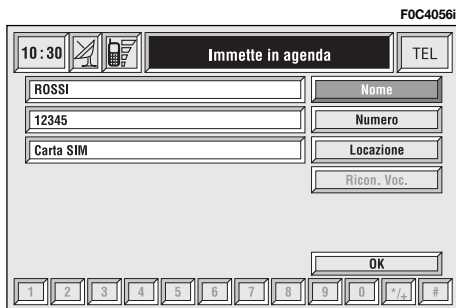 F0C4056i
10:30 Immette in agenda TEL
ROSSI Nome
12345 Numero
Carta SIM Locazione
Ricon. Voc.
OK
1 2 3 4 5 6 7 8 9 0 */+ #